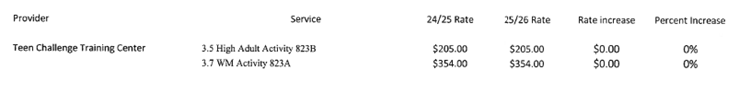 Provider Service 24/25 Rate 25/26 Rate Rate increase Percent Increase
Teen Challenge Training Center 3.5 High Adult Activity 823B $205.00 $205.00 $0.00 0%
3.7 WM Activity 823A $354.00 $354.00 $0.00 0%